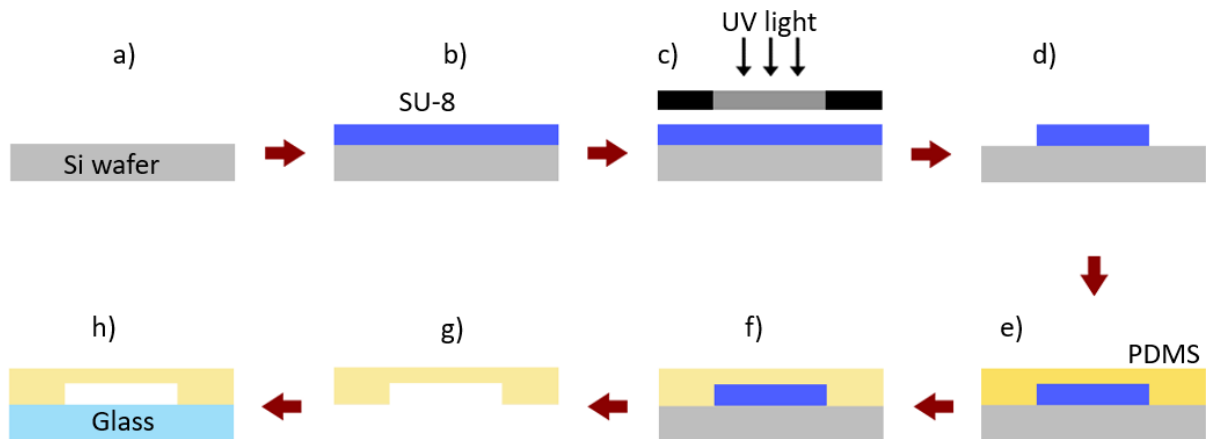 a)
b)
c)
UV light
d)
SU-8
Si wafer
h)
g)
f)
e)
PDMS
Glass